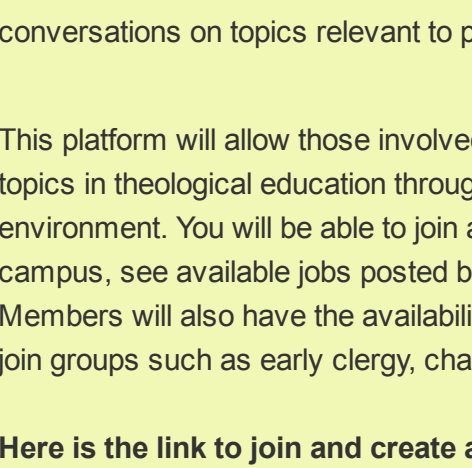 conversations on topics relevant to p
This platform will allow those involve
topics in theological education throug
environment. You will be able to join a
campus, see available jobs posted b
Members will also have the availabili
join groups such as early clergy, cha
Here is the link to join and create a